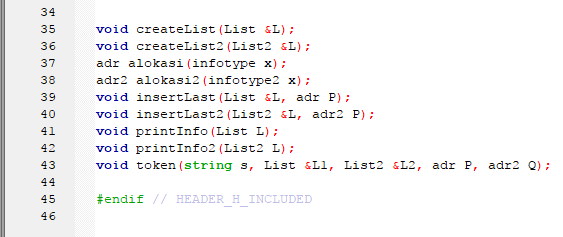 34
35 void createList(List &L);
36 void createList2(List2 &L);
37 adr alokasi(infotype x);
38 adr2 alokasi2(infotype2 x);
39 void insertLast(List &L, adr P);
40 void insertLast2(List2 &L, adr2 P);
41 void printInfo(List L);
42 void printInfo2(List2 L);
43 void token(string s, List &L1, List2 &L2, adr P, adr2 Q);
44
45 #endif // HEADER_H_INCLUDED
46